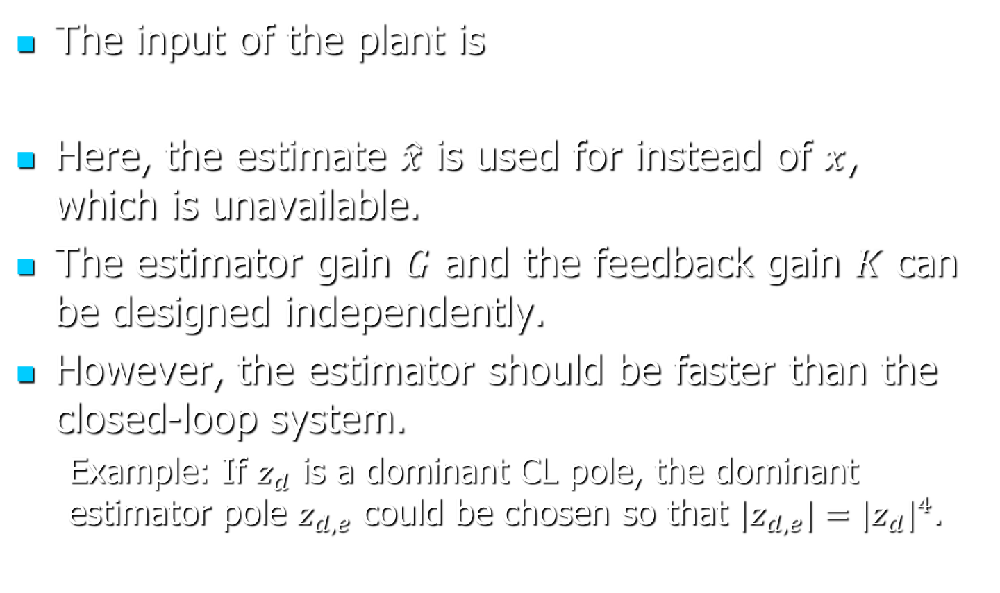 The input of the plant is
Here, the estimate x̂ is used for instead of x,
which is unavailable.
The estimator gain G and the feedback gain K can
be designed independently.
However, the estimator should be faster than the
closed-loop system.
Example: If z_d is a dominant CL pole, the dominant
estimator pole z_{d,e} could be chosen so that |z_{d,e}| = |z_d|⁴.